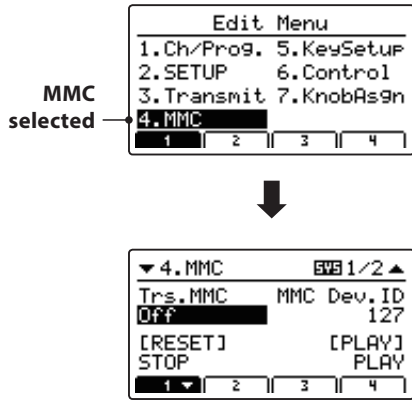 Edit Menu
1.Ch/Prog. 5.KeySetup
2.SETUP 6.Control
3.Transmit 7.KnobAsgn
4.MMC
1 2 3 4
MMC
selected
▼4.MMC SYS 1/2▲
Trs.MMC MMC Dev.ID
Off 127
[RESET] [PLAY]
STOP PLAY
1▼ 2 3 4